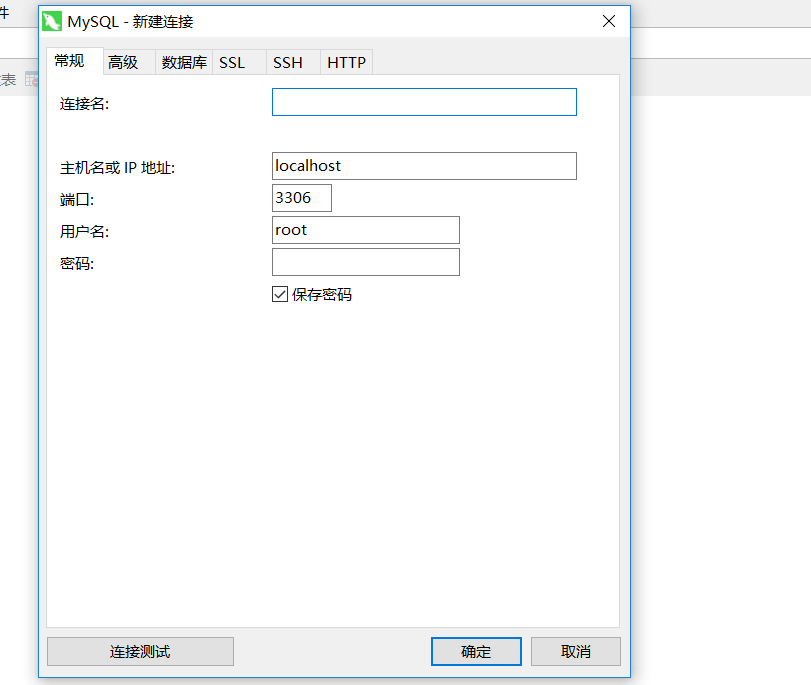 件
MySQL - 新建连接
常规 高级 数据库 SSL SSH HTTP
表
连接名:
主机名或 IP 地址: localhost
端口: 3306
用户名: root
密码:
保存密码
连接测试 确定 取消